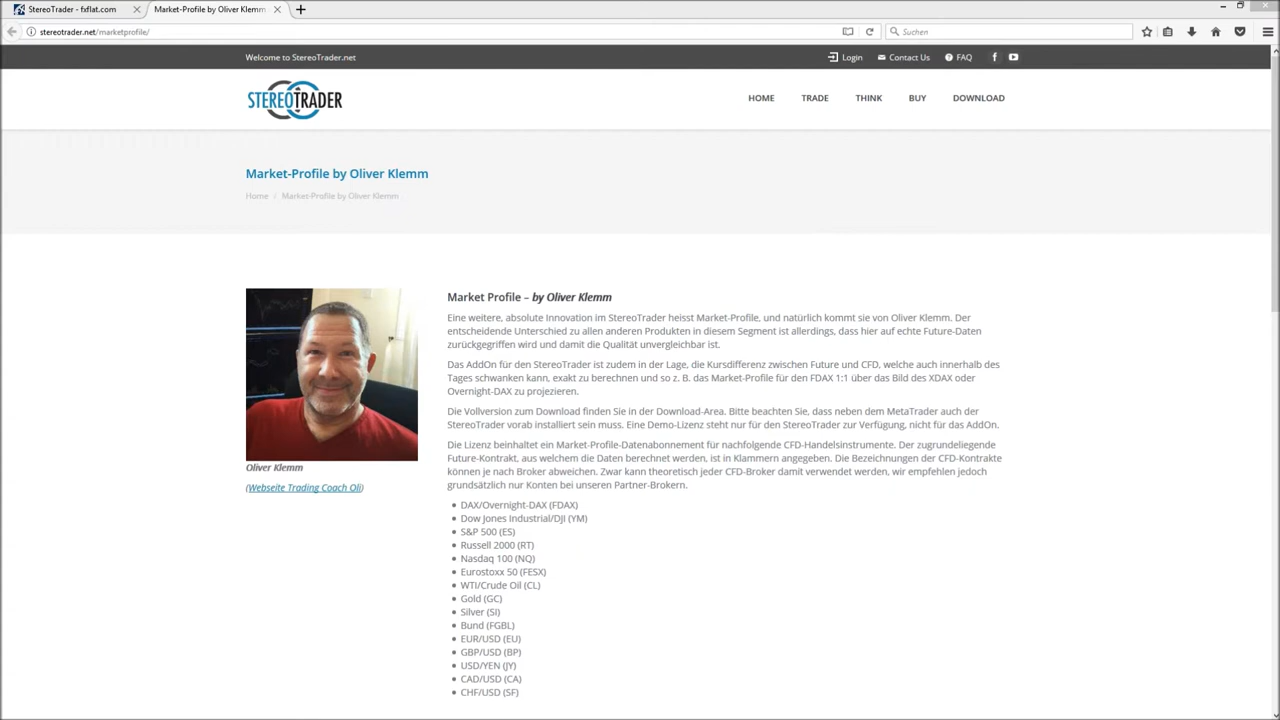 StereoTrader - fxflat.com
Market-Profile by Oliver Klemm
stereotrader.net/marketprofile/
Suchen
Welcome to StereoTrader.net
Login
Contact Us
FAQ
STEREOTRADER
HOME
TRADE
THINK
BUY
DOWNLOAD
Market-Profile by Oliver Klemm
Home / Market-Profile by Oliver Klemm
Oliver Klemm
(Webseite Trading Coach Oli)
Market Profile – by Oliver Klemm
Eine weitere, absolute Innovation im StereoTrader heisst Market-Profile, und natürlich kommt sie von Oliver Klemm. Der
entscheidende Unterschied zu allen anderen Produkten in diesem Segment ist allerdings, dass hier auf echte Future-Daten
zurückgegriffen wird und damit die Qualität unvergleichbar ist.
Das AddOn für den StereoTrader ist zudem in der Lage, die Kursdifferenz zwischen Future und CFD, welche auch innerhalb des
Tages schwanken kann, exakt zu berechnen und so z. B. das Market-Profile für den FDAX 1:1 über das Bild des XDAX oder
Overnight-DAX zu projezieren.
Die Vollversion zum Download finden Sie in der Download-Area. Bitte beachten Sie, dass neben dem MetaTrader auch der
StereoTrader vorab installiert sein muss. Eine Demo-Lizenz steht nur für den StereoTrader zur Verfügung, nicht für das AddOn.
Die Lizenz beinhaltet ein Market-Profile-Datenabonnement für nachfolgende CFD-Handelsinstrumente. Der zugrundeliegende
Future-Kontrakt, aus welchem die Daten berechnet werden, ist in Klammern angegeben. Die Bezeichnungen der CFD-Kontrakte
können je nach Broker abweichen. Zwar kann theoretisch jeder CFD-Broker damit verwendet werden, wir empfehlen jedoch
grundsätzlich nur Konten bei unseren Partner-Brokern.
DAX/Overnight-DAX (FDAX)
Dow Jones Industrial/DJI (YM)
S&P 500 (ES)
Russell 2000 (RT)
Nasdaq 100 (NQ)
Eurostoxx 50 (FESX)
WTI/Crude Oil (CL)
Gold (GC)
Silver (SI)
Bund (FGBL)
EUR/USD (EU)
GBP/USD (BP)
USD/YEN (JY)
CAD/USD (CA)
CHF/USD (SF)